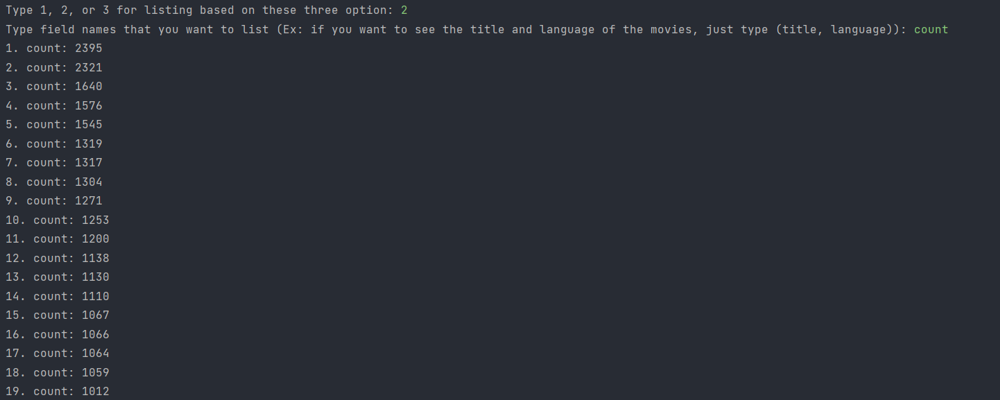 Type 1, 2, or 3 for listing based on these three option: 2
Type field names that you want to list (Ex: if you want to see the title and language of the movies, just type (title, language)): count
1. count: 2395
2. count: 2321
3. count: 1640
4. count: 1576
5. count: 1545
6. count: 1319
7. count: 1317
8. count: 1304
9. count: 1271
10. count: 1253
11. count: 1200
12. count: 1138
13. count: 1130
14. count: 1110
15. count: 1067
16. count: 1066
17. count: 1064
18. count: 1059
19. count: 1012